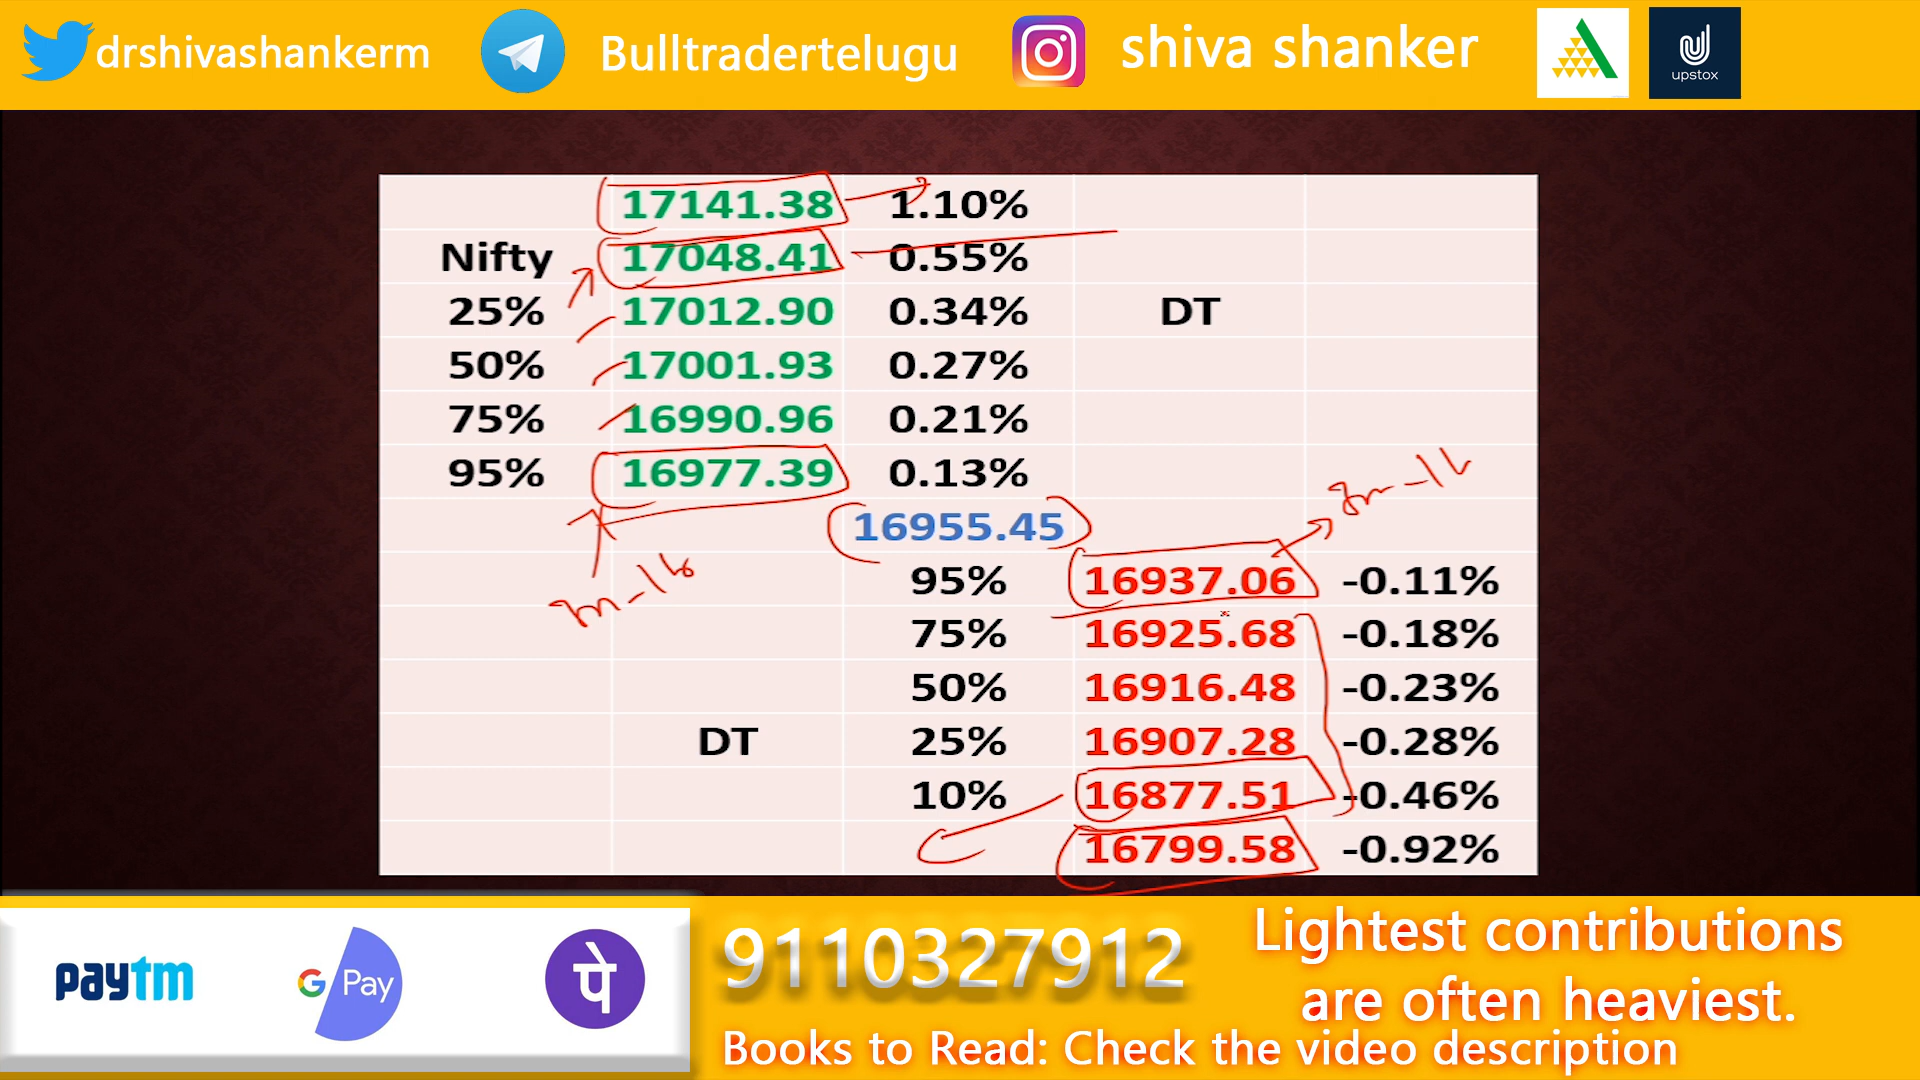 drshivashankerm Bulltradertelugu shiva shanker upstox
17141.38 1.10%
Nifty 17048.41 0.55%
25% 17012.90 0.34% DT
50% 17001.93 0.27%
75% 16990.96 0.21%
95% 16977.39 0.13%
16955.45
95% 16937.06 -0.11%
75% 16925.68 -0.18%
50% 16916.48 -0.23%
DT 25% 16907.28 -0.28%
10% 16877.51 -0.46%
16799.58 -0.92%
paytm G Pay पे
9110327912
Lightest contributions
are often heaviest.
Books to Read: Check the video description